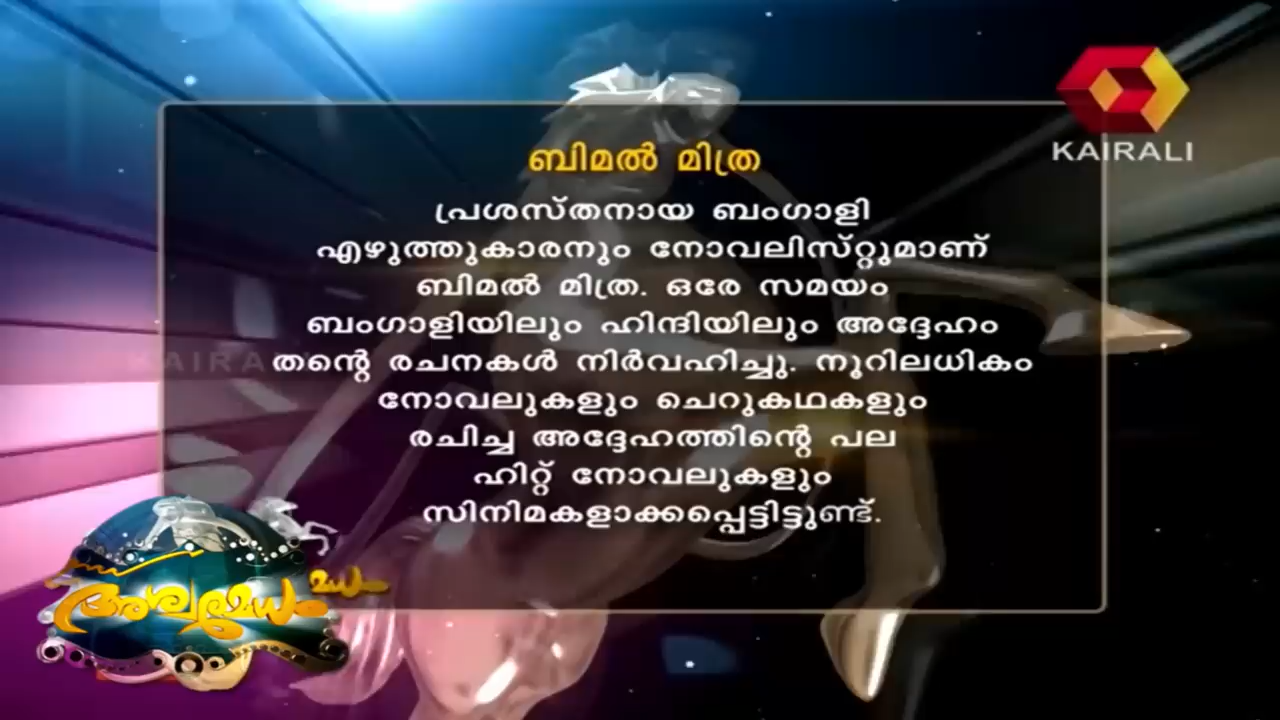 KAIRALI
ബിമൽ മിത്ര
പ്രശസ്തനായ ബംഗാളി
എഴുത്തുകാരനും നോവലിസ്റ്റുമാണ്
ബിമൽ മിത്ര. ഒരേ സമയം
ബംഗാളിയിലും ഹിന്ദിയിലും അദ്ദേഹം
KAIRALI
തന്റെ രചനകൾ നിർവഹിച്ചു. നൂറിലധികം
നോവലുകളും ചെറുകഥകളും
രചിച്ച അദ്ദേഹത്തിന്റെ പല
ഹിറ്റ് നോവലുകളും
സിനിമകളാക്കപ്പെട്ടിട്ടുണ്ട്.
അശ്വമേധം